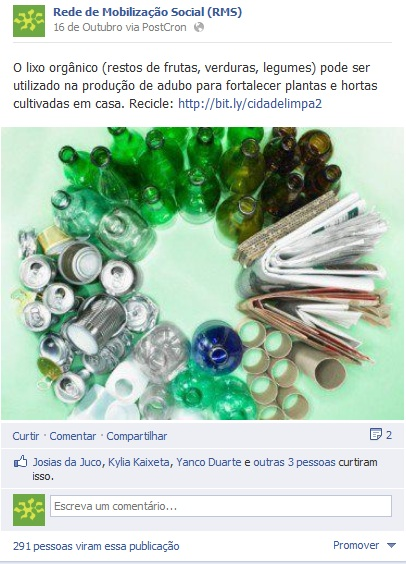 Rede de Mobilização Social (RMS)
16 de Outubro via PostCron
O lixo orgânico (restos de frutas, verduras, legumes) pode ser
utilizado na produção de adubo para fortalecer plantas e hortas
cultivadas em casa. Recicle: http://bit.ly/cidadelimpa2
Curtir · Comentar · Compartilhar
2
Josias da Juco, Kylia Kaixeta, Yanco Duarte e outras 3 pessoas curtiram
isso.
Escreva um comentário...
291 pessoas viram essa publicação
Promover